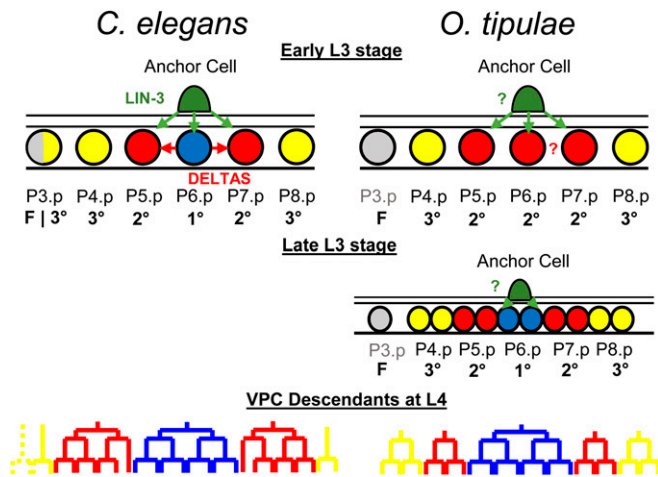 C. elegans
O. tipulae
Early L3 stage
Anchor Cell
Anchor Cell
LIN-3
?
?
DELTAS
P3.p P4.p P5.p P6.p P7.p P8.p
F | 3° 3° 2° 1° 2° 3°
P3.p P4.p P5.p P6.p P7.p P8.p
F 3° 2° 2° 2° 3°
Late L3 stage
Anchor Cell
?
P3.p P4.p P5.p P6.p P7.p P8.p
F 3° 2° 1° 2° 3°
VPC Descendants at L4